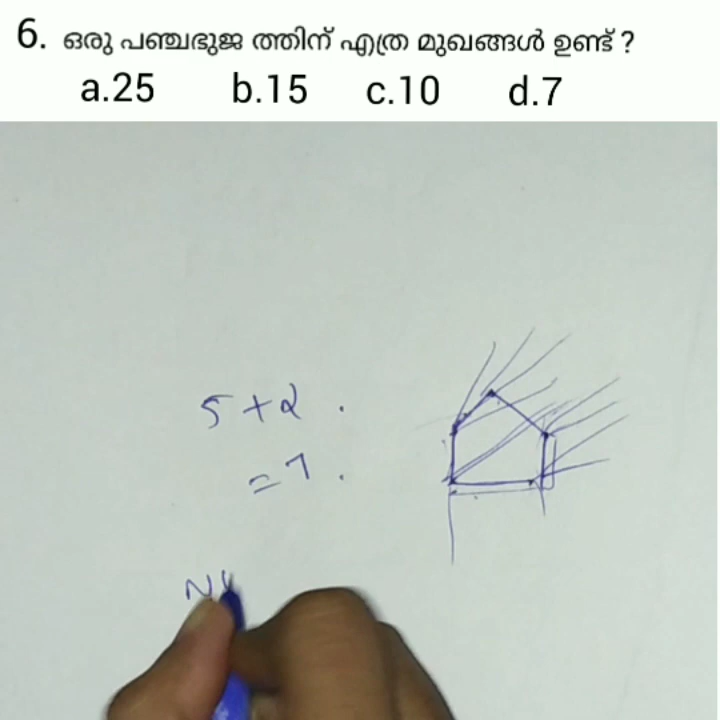 6. ഒരു പഞ്ചഭുജ ത്തിന് എത്ര മുഖങ്ങൾ ഉണ്ട് ?
a.25 b.15 c.10 d.7
5 + 2 .
= 7 .
N